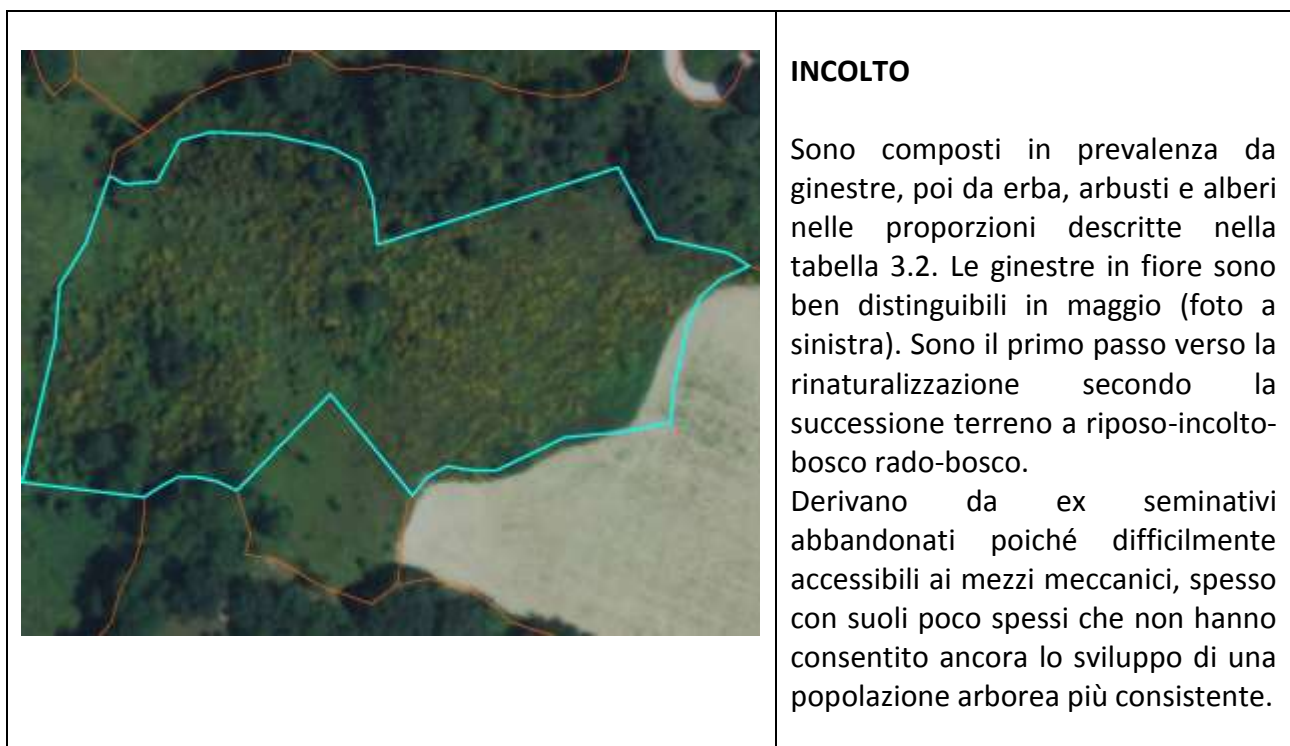 INCOLTO
Sono composti in prevalenza da
ginestre, poi da erba, arbusti e alberi
nelle proporzioni descritte nella
tabella 3.2. Le ginestre in fiore sono
ben distinguibili in maggio (foto a
sinistra). Sono il primo passo verso la
rinaturalizzazione secondo la
successione terreno a riposo-incolto-
bosco rado-bosco.
Derivano da ex seminativi
abbandonati poiché difficilmente
accessibili ai mezzi meccanici, spesso
con suoli poco spessi che non hanno
consentito ancora lo sviluppo di una
popolazione arborea più consistente.